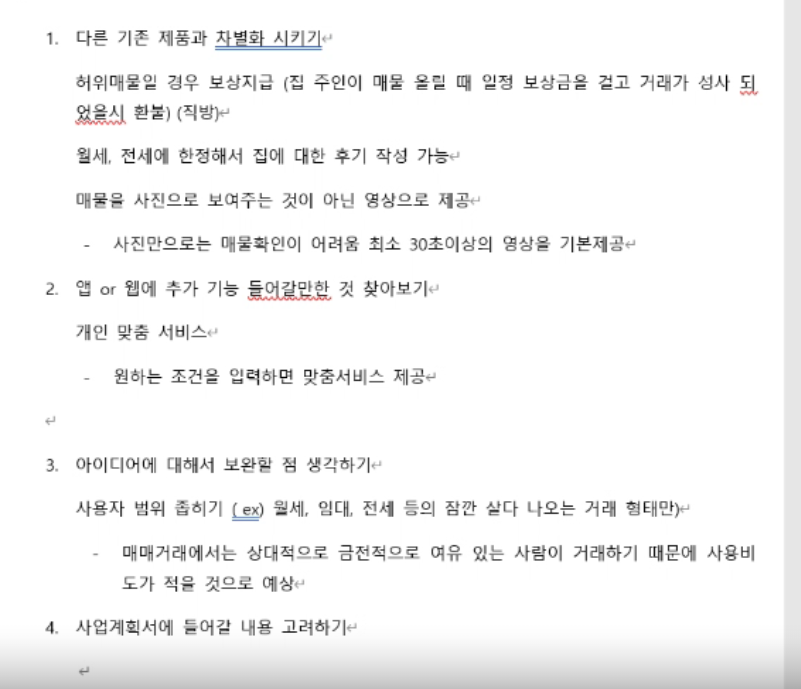 1. 다른 기존 제품과 차별화 시키기
허위매물일 경우 보상지급 (집 주인이 매물 올릴 때 일정 보상금을 걸고 거래가 성사 되
었을시 환불) (직방)
월세, 전세에 한정해서 집에 대한 후기 작성 가능
매물을 사진으로 보여주는 것이 아닌 영상으로 제공
- 사진만으로는 매물확인이 어려움 최소 30초이상의 영상을 기본제공
2. 앱 or 웹에 추가 기능 들어갈만한 것 찾아보기
개인 맞춤 서비스
- 원하는 조건을 입력하면 맞춤서비스 제공
3. 아이디어에 대해서 보완할 점 생각하기
사용자 범위 좁히기 ( ex) 월세, 임대, 전세 등의 잠깐 살다 나오는 거래 형태만)
- 매매거래에서는 상대적으로 금전적으로 여유 있는 사람이 거래하기 때문에 사용비
도가 적을 것으로 예상
4. 사업계획서에 들어갈 내용 고려하기